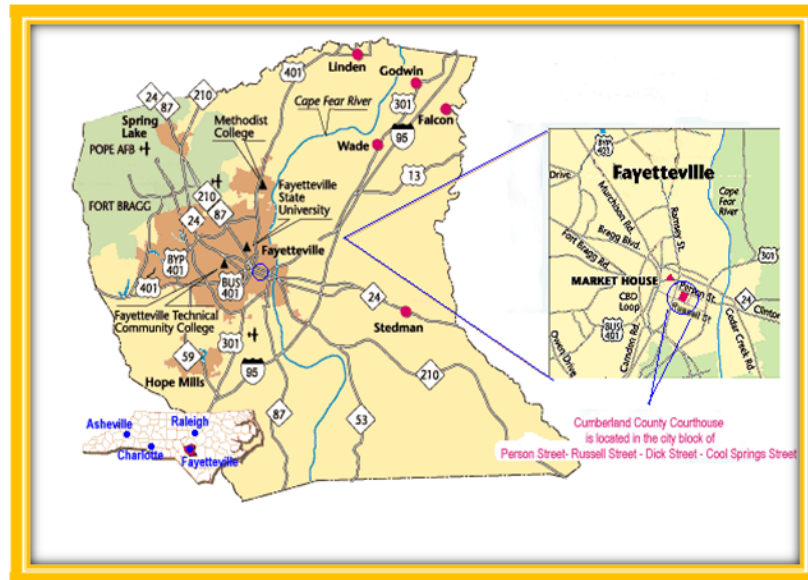 401
Linden
Godwin
24
87
210
Cape Fear River
301
Spring
Lake
Methodist
College
Falcon
POPE AFB
Wade
95
13
FORT BRAGG
210
87
24
Fayetteville
State
University
Fayetteville
BYP
401
401
BUS
401
24
Fayetteville Technical
Community College
Stedman
301
59
95
210
Hope Mills
87
53
Asheville
Raleigh
Charlotte
Fayetteville
BYP
401
Drive
Fayetteville
Murchison Rd.
Cape
Fear
River
Ramsey St.
Bragg Blvd.
Fort Bragg Rd.
301
MARKET HOUSE
Person St.
CBD
Loop
24
Russell St
Clinton
BUS
401
Owen Drive
Camdon Rd.
Cedar Creek Rd.
Cumberland County Courthouse
is located in the city block of
Person Street- Russell Street - Dick Street - Cool Springs Street